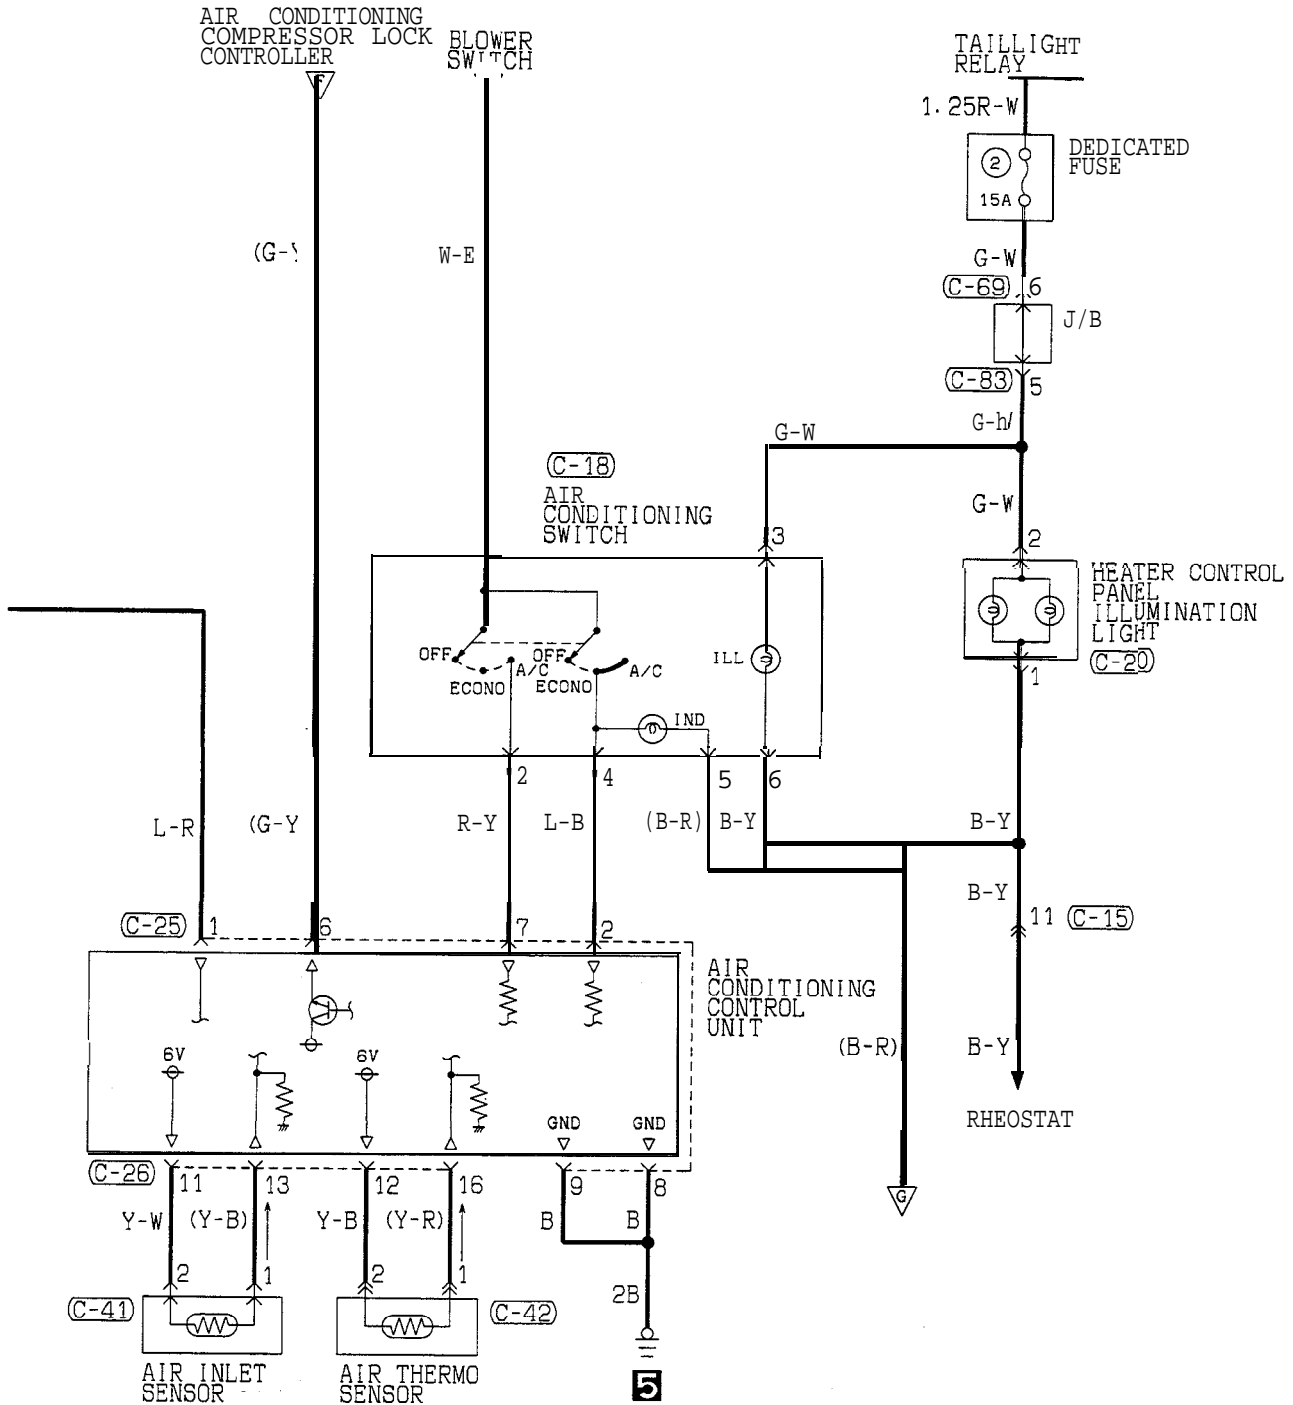 AIR CONDITIONING
COMPRESSOR LOCK
CONTROLLER
F
BLOWER
SWITCH
TAILLIGHT
RELAY
1.25R-W
DEDICATED
FUSE
2
15A
(G-Y
W-E
G-W
C-69
6
J/B
C-83
5
G-h/
G-W
C-18
AIR
CONDITIONING
SWITCH
G-W
3
2
HEATER CONTROL
PANEL
ILLUMINATION
LIGHT
C-20
1
OFF
ECONO
A/C
OFF
ECONO
A/C
ILL
IND
2
4
5
6
L-R
(G-Y
R-Y
L-B
(B-R)
B-Y
B-Y
B-Y
11
C-15
C-25
1
6
7
2
AIR
CONDITIONING
CONTROL
UNIT
6V
6V
(B-R)
B-Y
GND
GND
RHEOSTAT
C-26
11
13
12
16
9
8
G
Y-W
(Y-B)
Y-B
(Y-R)
B
B
2
1
2
1
2B
C-41
C-42
AIR INLET
SENSOR
AIR THERMO
SENSOR
5